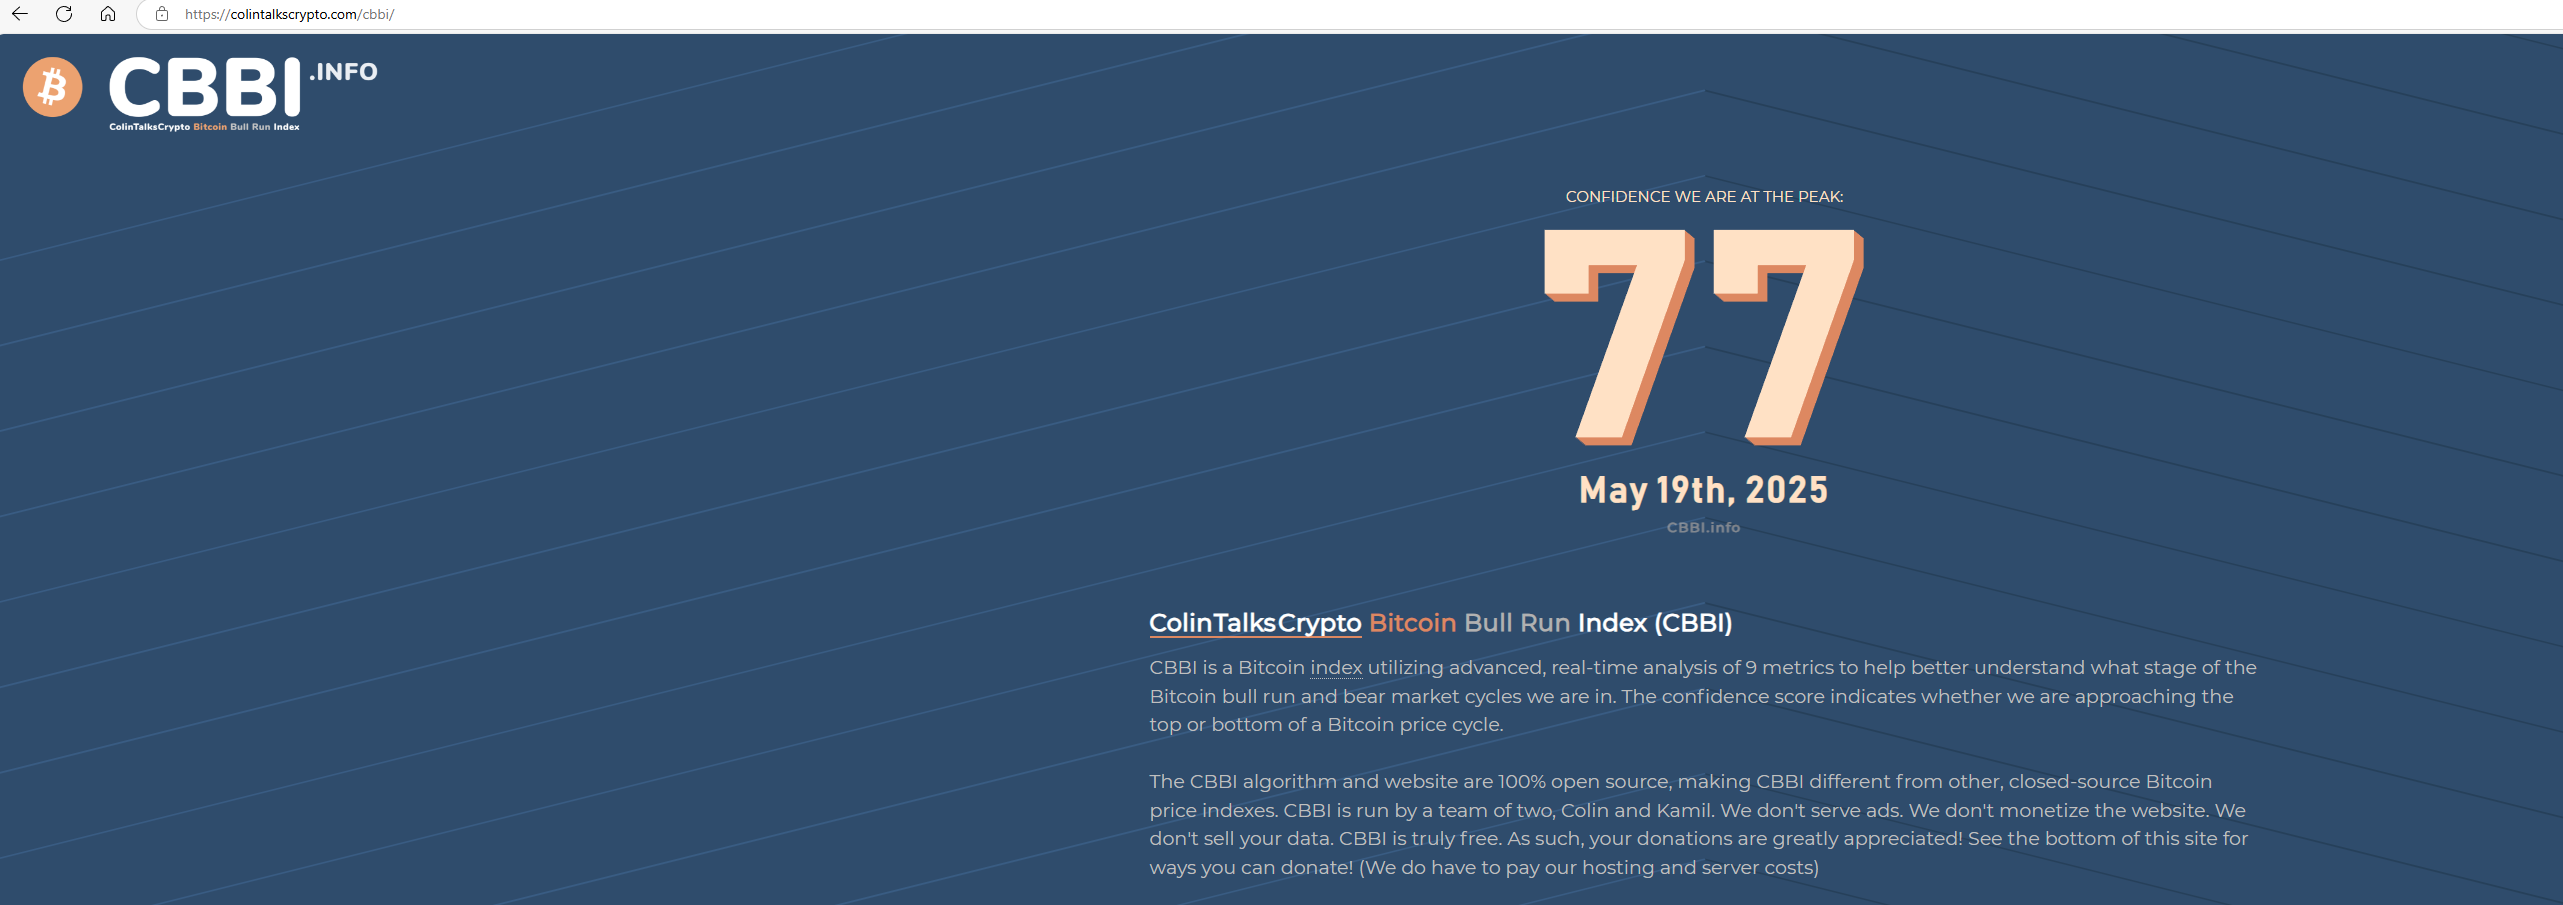 https://colintalkscrypto.com/cbbi/
CBBI.INFO
ColinTalksCrypto Bitcoin Bull Run Index
CONFIDENCE WE ARE AT THE PEAK:
77
May 19th, 2025
CBBI.info
ColinTalksCrypto Bitcoin Bull Run Index (CBBI)
CBBI is a Bitcoin index utilizing advanced, real-time analysis of 9 metrics to help better understand what stage of the
Bitcoin bull run and bear market cycles we are in. The confidence score indicates whether we are approaching the
top or bottom of a Bitcoin price cycle.
The CBBI algorithm and website are 100% open source, making CBBI different from other, closed-source Bitcoin
price indexes. CBBI is run by a team of two, Colin and Kamil. We don't serve ads. We don't monetize the website. We
don't sell your data. CBBI is truly free. As such, your donations are greatly appreciated! See the bottom of this site for
ways you can donate! (We do have to pay our hosting and server costs)